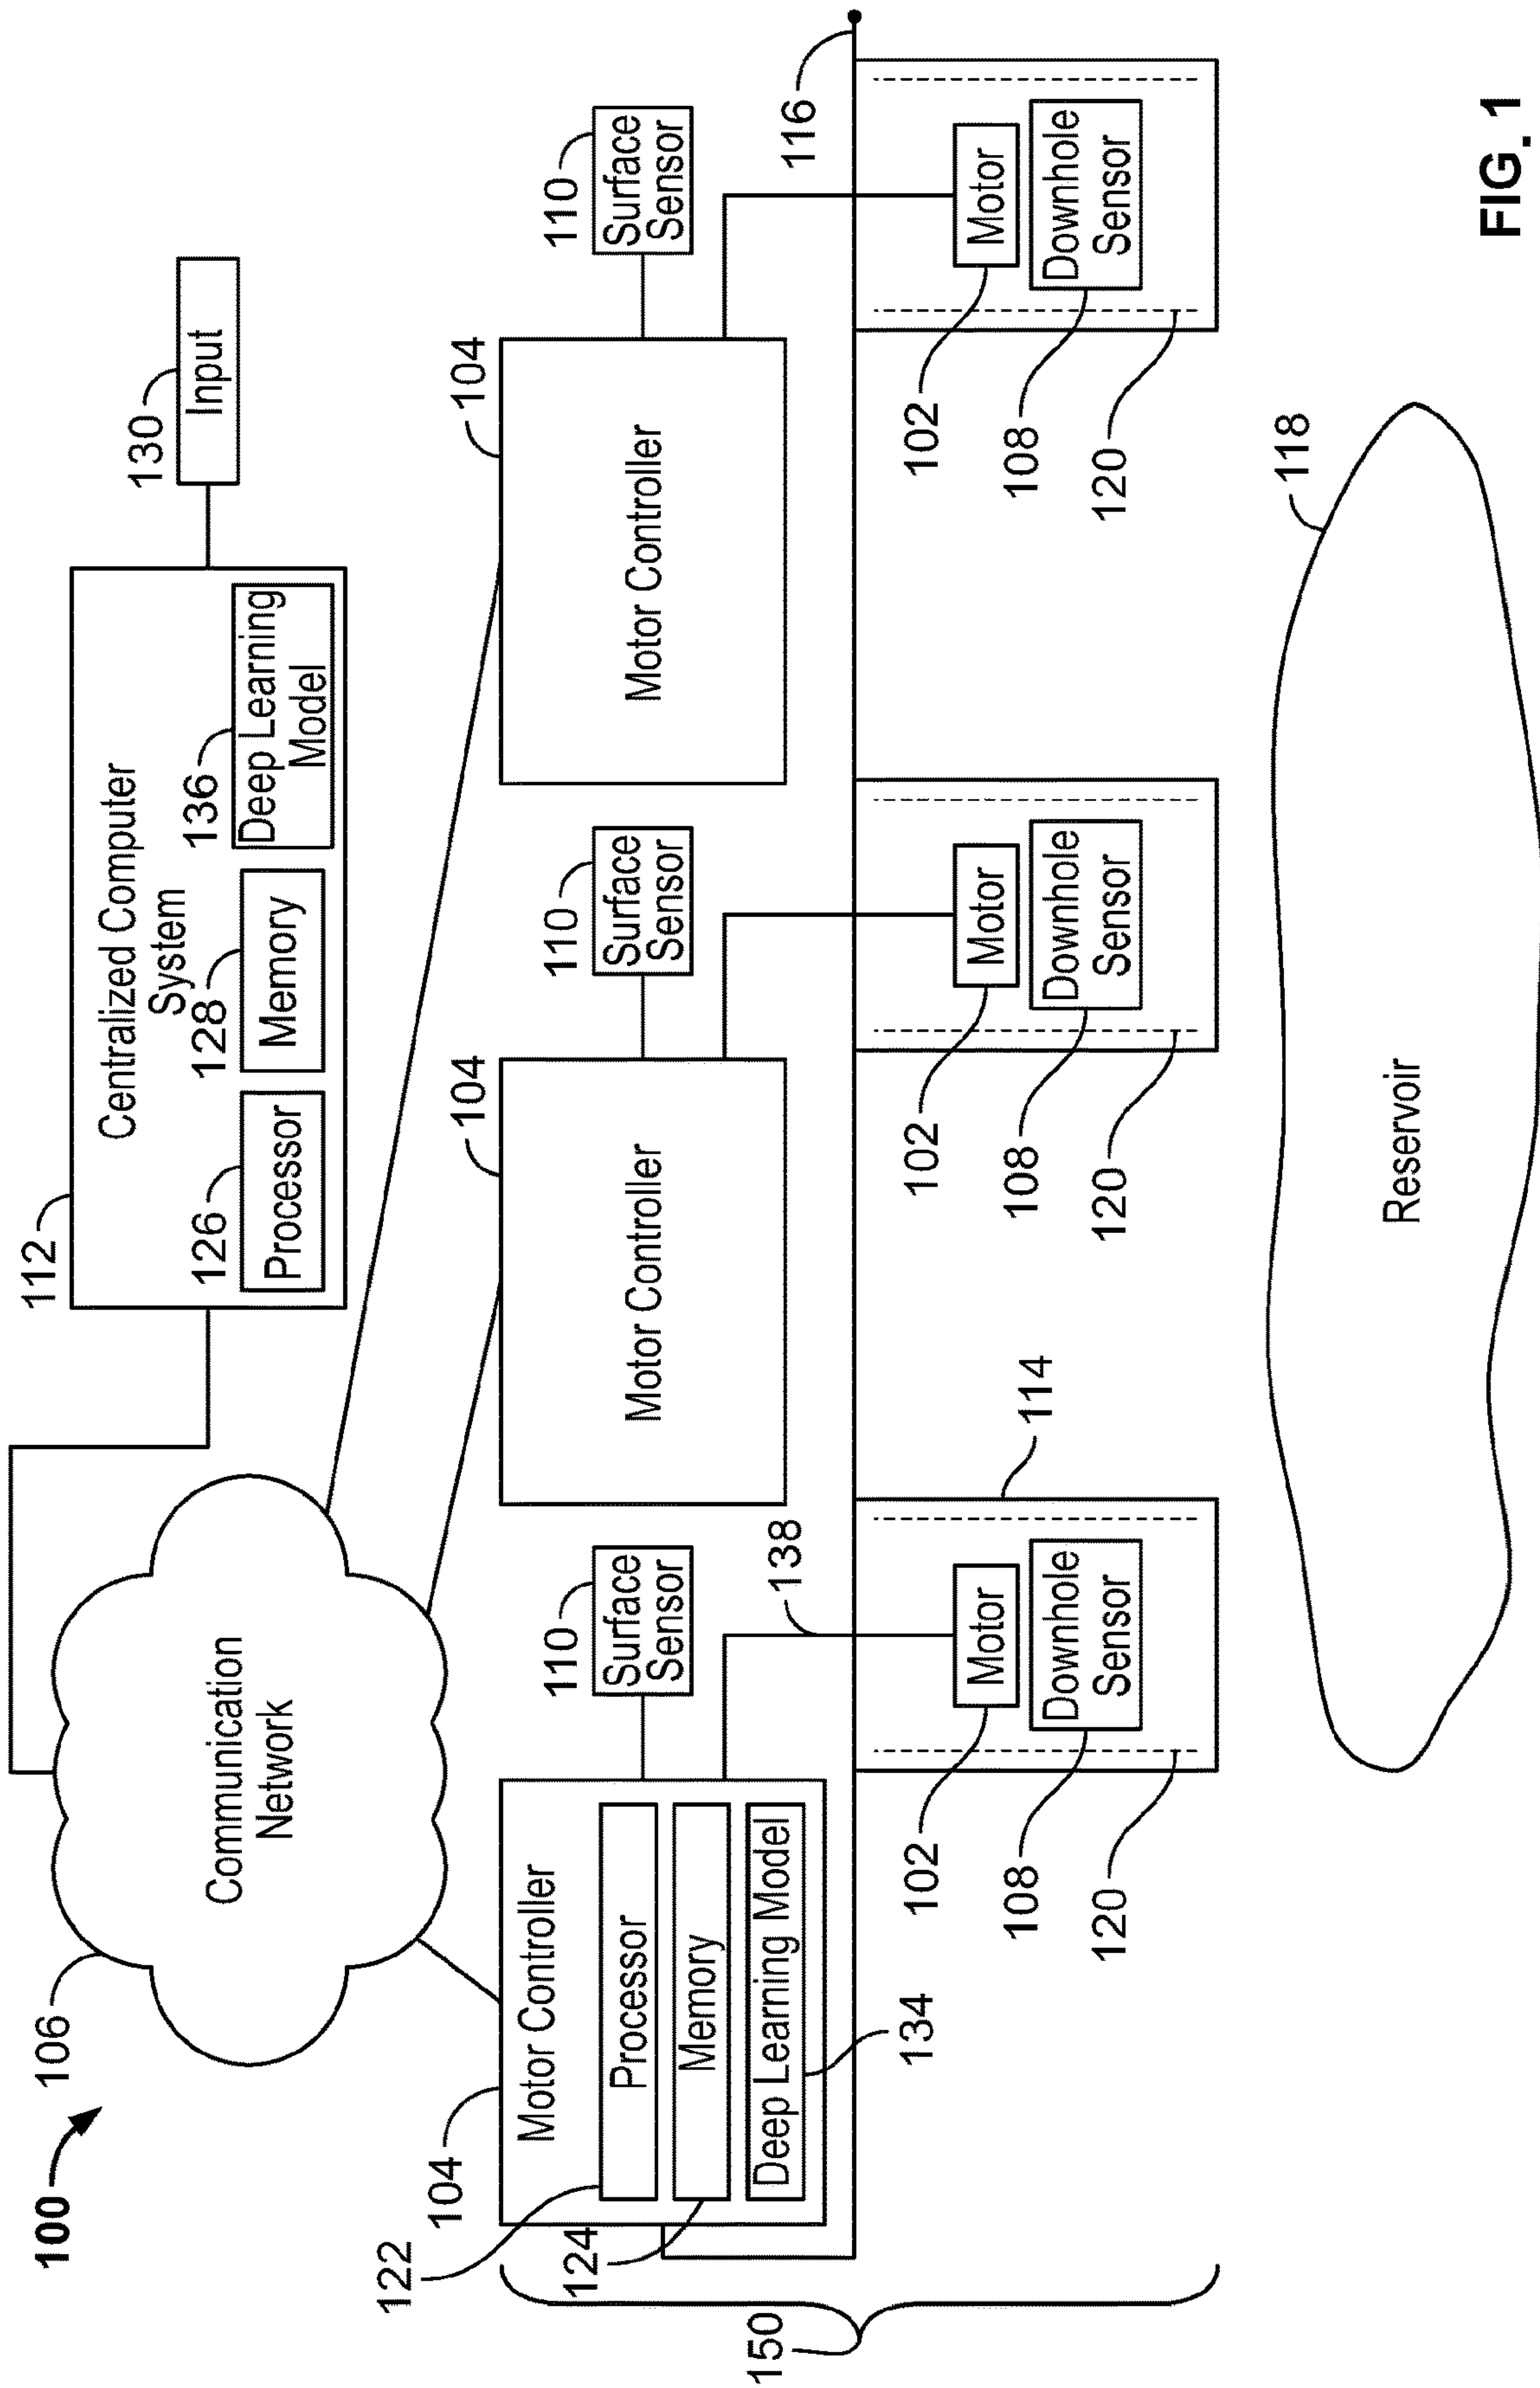 100
106
Communication
Network
112
Centralized Computer
System
126
Processor
128
Memory
136
Deep Learning
Model
130
Input
104
Motor Controller
122
Processor
124
Memory
Deep Learning Model
134
110
Surface
Sensor
138
104
Motor Controller
110
Surface
Sensor
104
Motor Controller
110
Surface
Sensor
116
150
102
Motor
108
Downhole
Sensor
120
114
102
Motor
108
Downhole
Sensor
120
102
Motor
108
Downhole
Sensor
120
118
Reservoir
FIG. 1